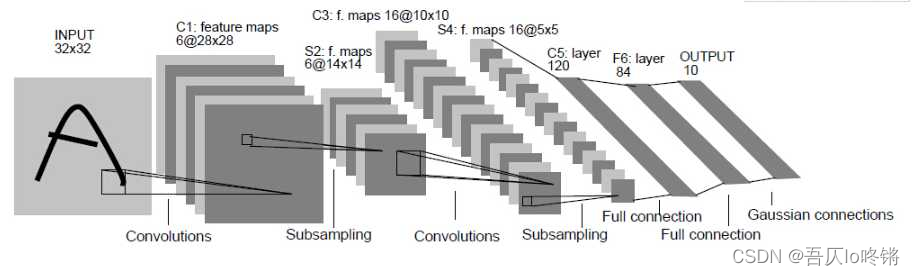 INPUT
32x32
C1: feature maps
6@28x28
S2: f. maps
6@14x14
C3: f. maps 16@10x10
S4: f. maps 16@5x5
C5: layer
120
F6: layer
84
OUTPUT
10
Convolutions
Subsampling
Convolutions
Subsampling
Full connection
Full connection
Gaussian connections
CSDN @吾仄lo咚锵